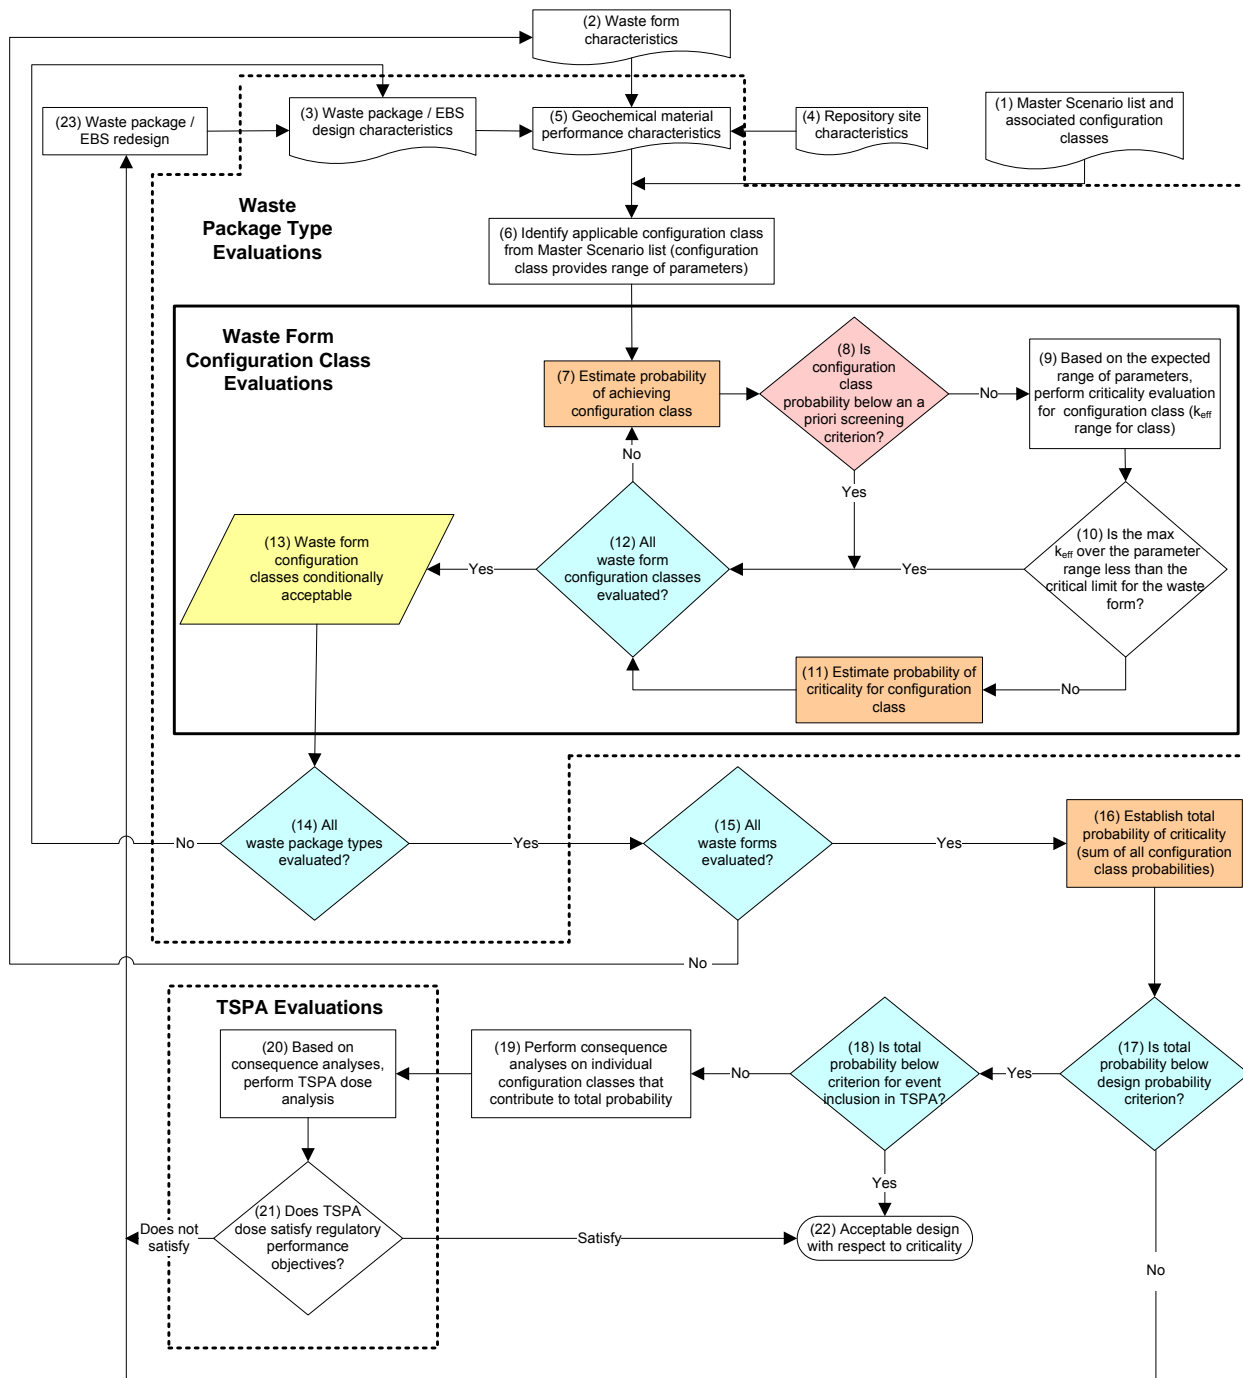 (2) Waste form
characteristics
(1) Master Scenario list and
associated configuration
classes
(23) Waste package /
EBS redesign
(3) Waste package / EBS
design characteristics
(5) Geochemical material
performance characteristics
(4) Repository site
characteristics
Waste
Package Type
Evaluations
(6) Identify applicable configuration class
from Master Scenario list (configuration
class provides range of parameters)
Waste Form
Configuration Class
Evaluations
(7) Estimate probability
of achieving
configuration class
(8) Is
configuration
class
probability below an a
priori screening
criterion?
No
(9) Based on the expected
range of parameters,
perform criticality evaluation
for configuration class (keff
range for class)
No
Yes
(13) Waste form
configuration
classes conditionally
acceptable
Yes
(12) All
waste form
configuration classes
evaluated?
Yes
(10) Is the max
keff over the parameter
range less than the
critical limit for the waste
form?
(11) Estimate probability of
criticality for configuration
class
No
No
(14) All
waste package types
evaluated?
Yes
(15) All
waste forms
evaluated?
Yes
(16) Establish total
probability of criticality
(sum of all configuration
class probabilities)
No
TSPA Evaluations
(20) Based on
consequence analyses,
perform TSPA dose
analysis
(19) Perform consequence
analyses on individual
configuration classes that
contribute to total probability
No
(18) Is total
probability below
criterion for event
inclusion in TSPA?
Yes
(17) Is total
probability below
design probability
criterion?
Yes
Does not
satisfy
(21) Does TSPA
dose satisfy regulatory
performance
objectives?
Satisfy
(22) Acceptable design
with respect to criticality
No